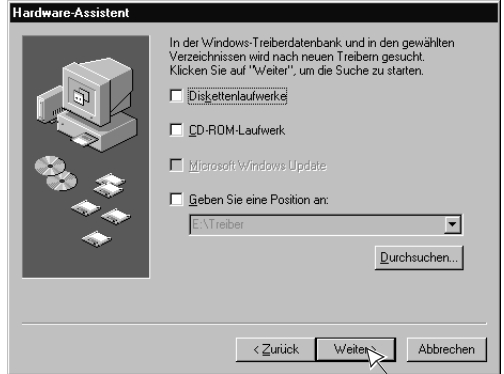 Hardware-Assistent
In der Windows-Treiberdatenbank und in den gewählten
Verzeichnissen wird nach neuen Treibern gesucht.
Klicken Sie auf "Weiter", um die Suche zu starten.
Diskettenlaufwerke
CD-ROM-Laufwerk
Microsoft Windows Update
Geben Sie eine Position an:
E:\Treiber
Durchsuchen...
< Zurück Weiter > Abbrechen